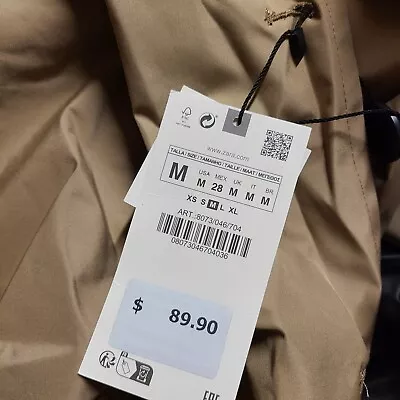 www.zara.com
TALLA / SIZE / TAMANHO / TAILLE / MAAT / ΜΕΓΕΘΟΣ
M
USA MEX UK IT BR
M 28 M M M
XS S M L XL
ART.: 8073/046/704
08073046704036
$ 89.90